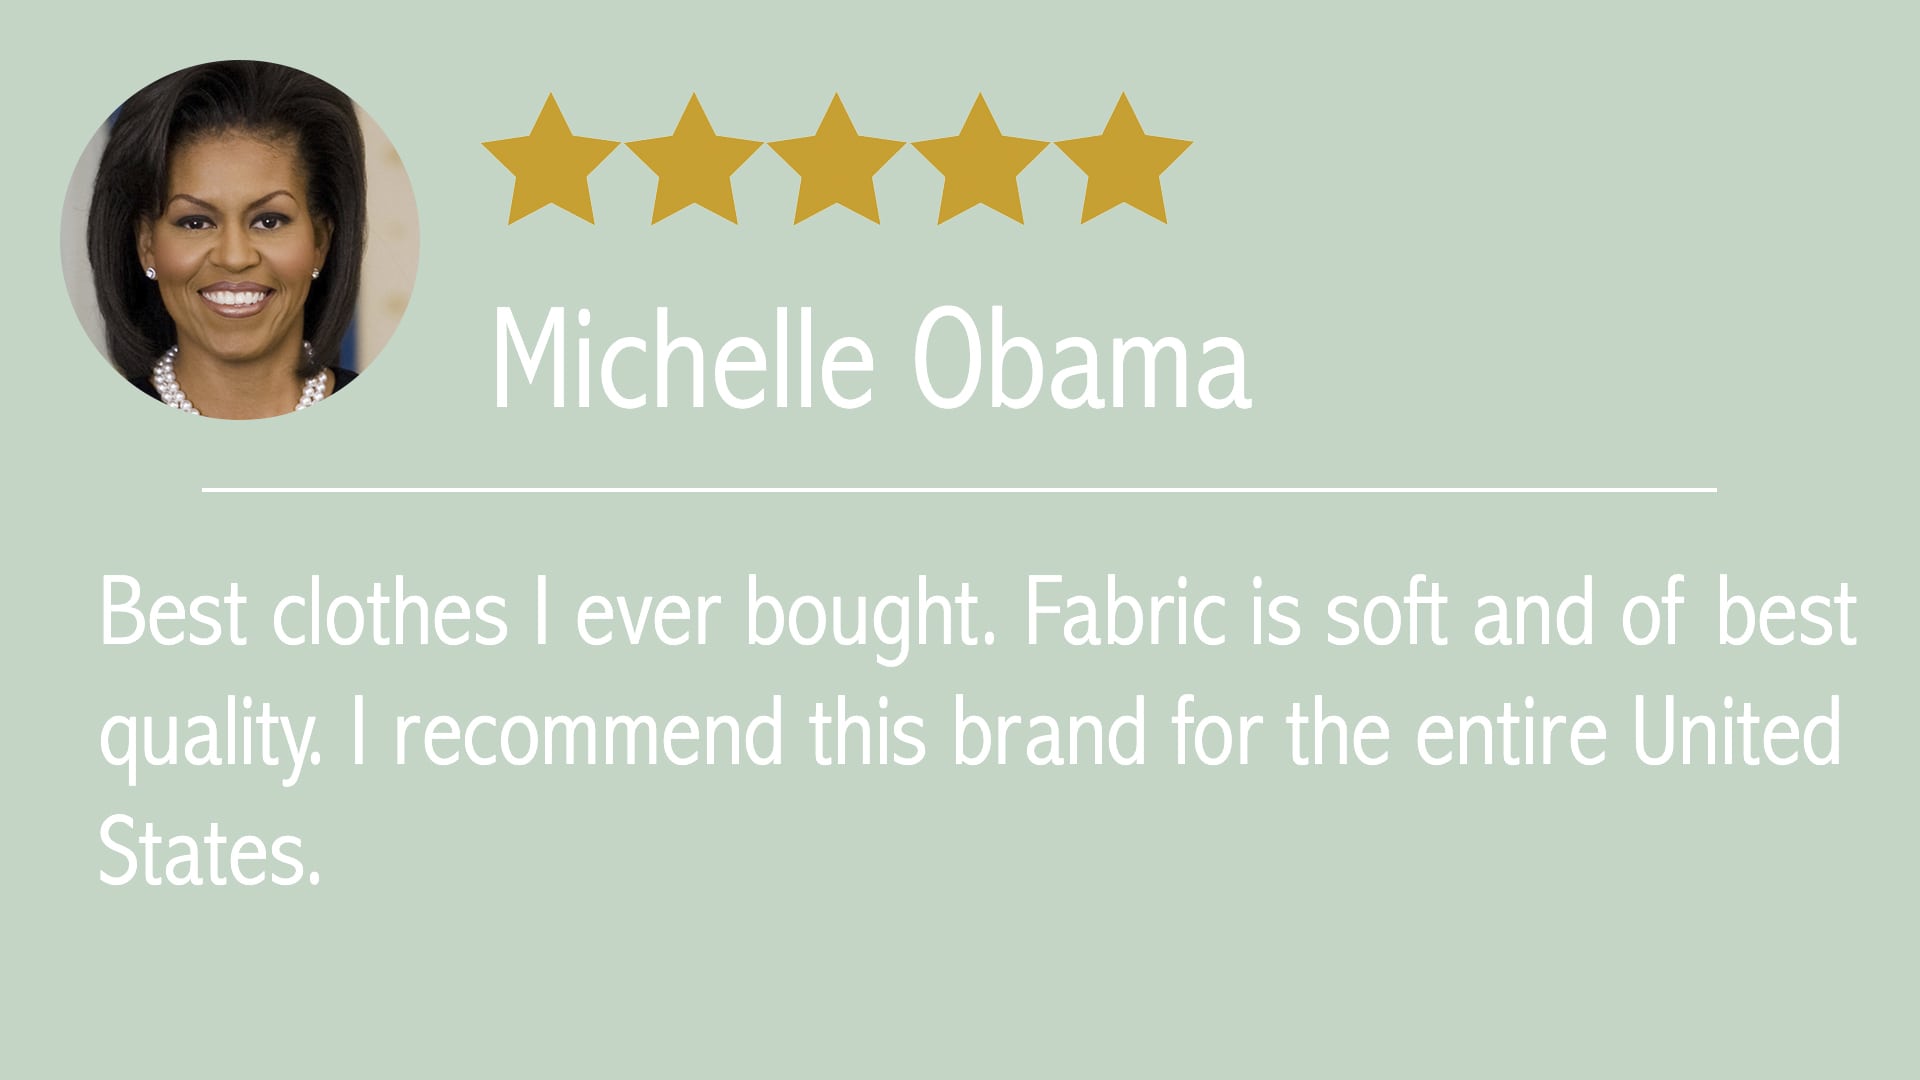 Michelle Obama
Best clothes I ever bought. Fabric is soft and of best
quality. I recommend this brand for the entire United
States.